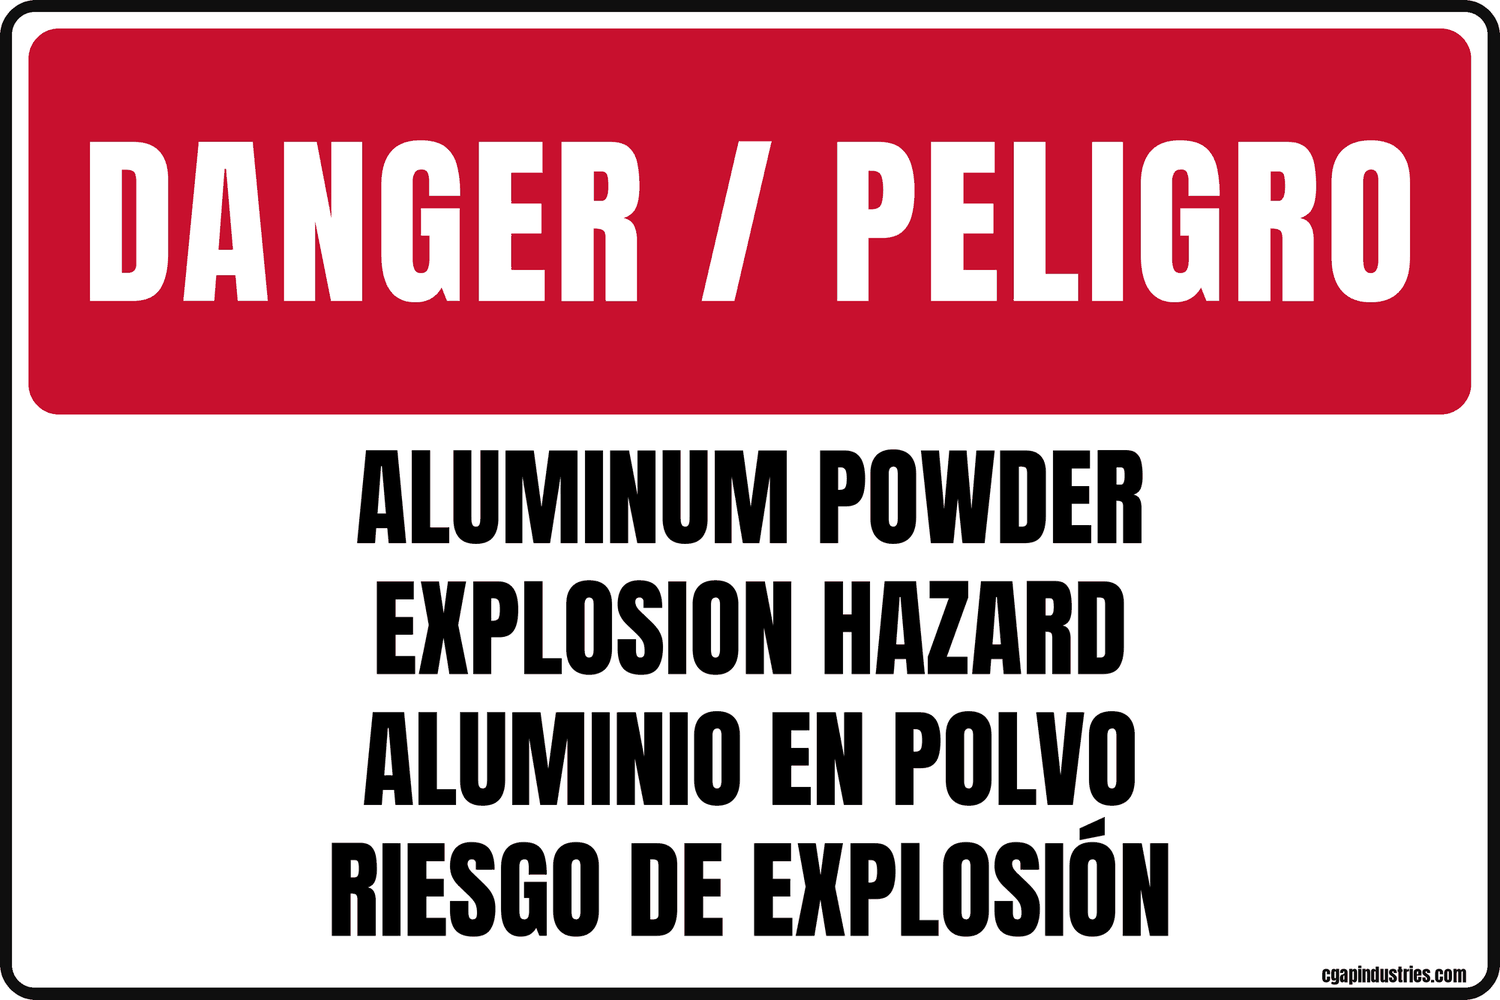 DANGER / PELIGRO
ALUMINUM POWDER
EXPLOSION HAZARD
ALUMINIO EN POLVO
RIESGO DE EXPLOSIÓN
cgapindustries.com